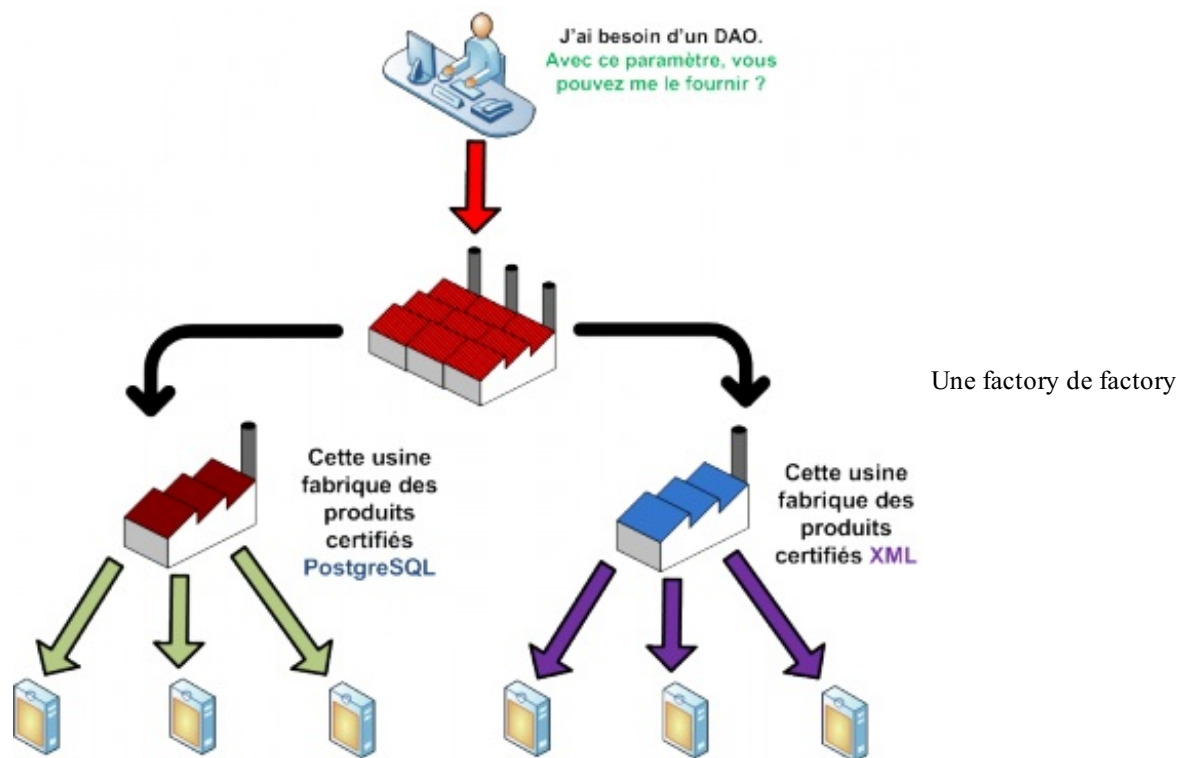 J'ai besoin d'un DAO.
Avec ce paramètre, vous
pouvez me le fournir ?
Une factory de factory
Cette usine
fabrique des
produits
certifiés
PostgreSQL
Cette usine
fabrique des
produits
certifiés XML